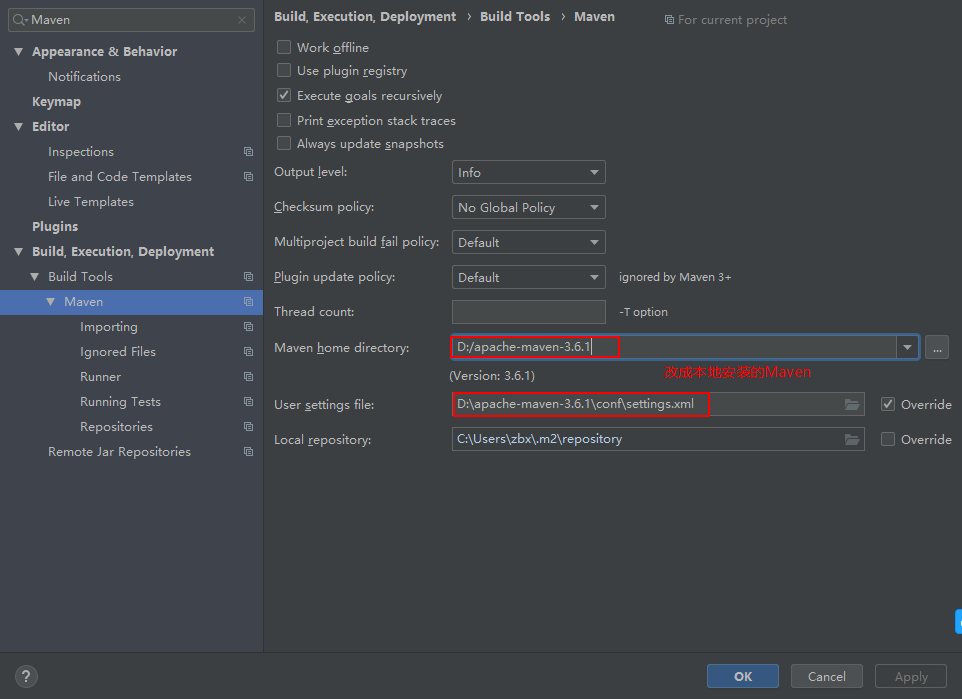 Maven
Appearance & Behavior
Notifications
Keymap
Editor
Inspections
File and Code Templates
Live Templates
Plugins
Build, Execution, Deployment
Build Tools
Maven
Importing
Ignored Files
Runner
Running Tests
Repositories
Remote Jar Repositories
Build, Execution, Deployment › Build Tools › Maven For current project
Work offline
Use plugin registry
Execute goals recursively
Print exception stack traces
Always update snapshots
Output level: Info
Checksum policy: No Global Policy
Multiproject build fail policy: Default
Plugin update policy: Default ignored by Maven 3+
Thread count: -T option
Maven home directory: D:/apache-maven-3.6.1 ...
(Version: 3.6.1) 改成本地安装的Maven
User settings file: D:\apache-maven-3.6.1\conf\settings.xml Override
Local repository: C:\Users\zbx\.m2\repository Override
? OK Cancel Apply